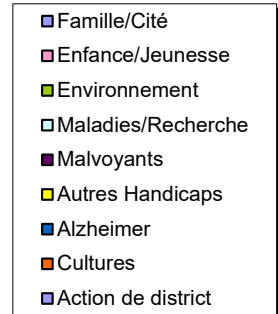 Famille/Cité
Enfance/Jeunesse
Environnement
Maladies/Recherche
Malvoyants
Autres Handicaps
Alzheimer
Cultures
Action de district